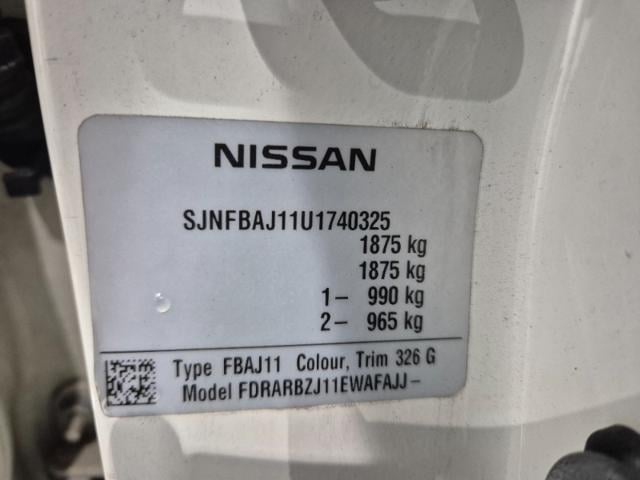 NISSAN
SJNFBAJ11U1740325
1875 kg
1875 kg
1- 990 kg
2- 965 kg
Type FBAJ11 Colour, Trim 326 G
Model FDRARBZJ11EWAFAJJ-